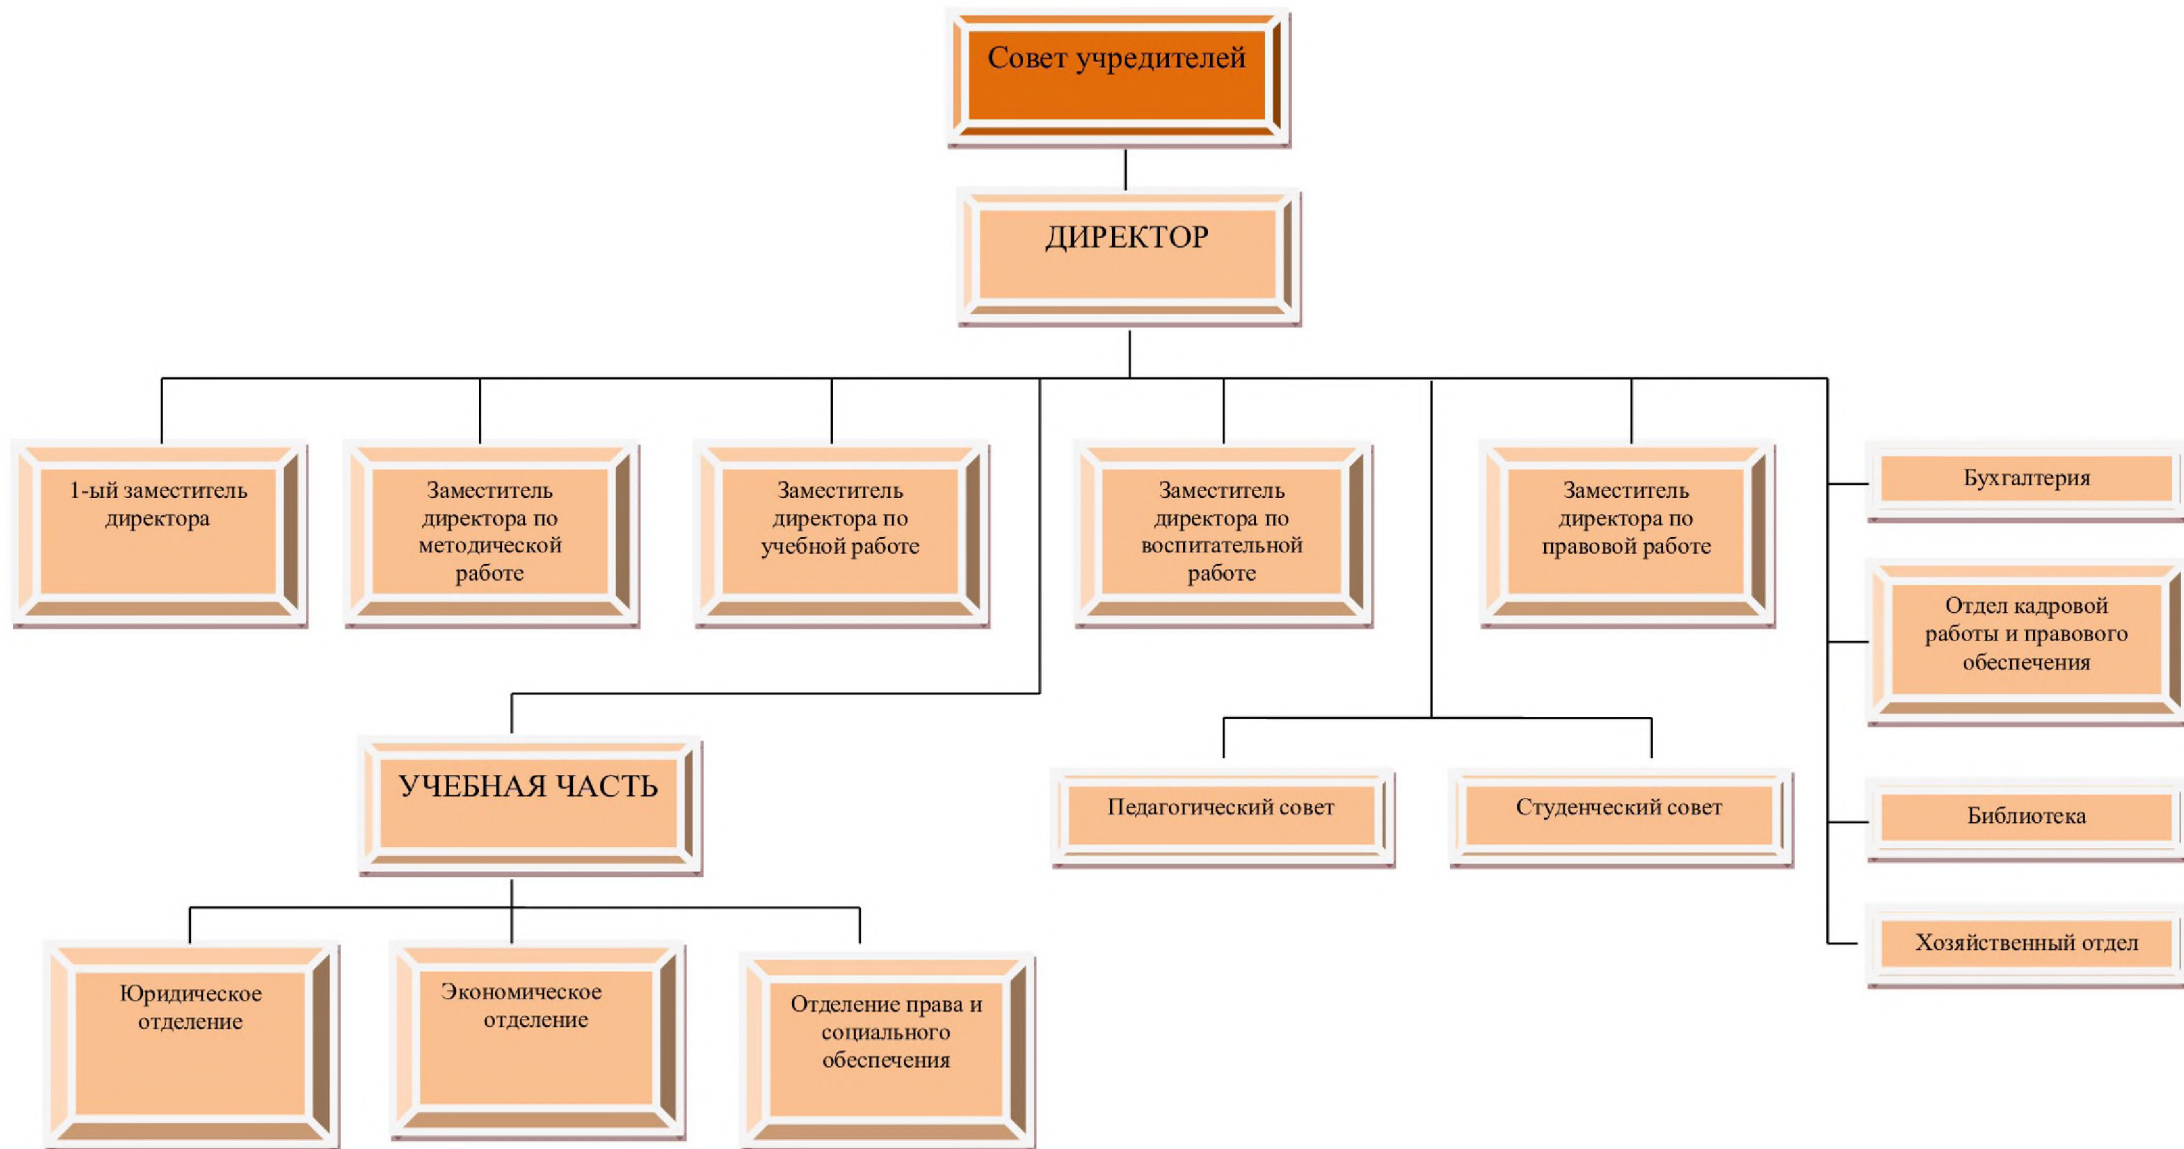 Совет учредителей
ДИРЕКТОР
1-ый заместитель
директора
Заместитель
директора по
методической
работе
Заместитель
директора по
учебной работе
Заместитель
директора по
воспитательной
работе
Заместитель
директора по
правовой работе
Бухгалтерия
Отдел кадровой
работы и правового
обеспечения
Библиотека
Хозяйственный отдел
УЧЕБНАЯ ЧАСТЬ
Педагогический совет
Студенческий совет
Юридическое
отделение
Экономическое
отделение
Отделение права и
социального
обеспечения